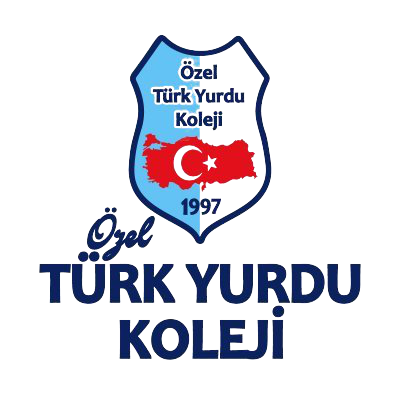 Özel
Türk Yurdu
Koleji
1997
Özel
TÜRK YURDU
KOLEJİ